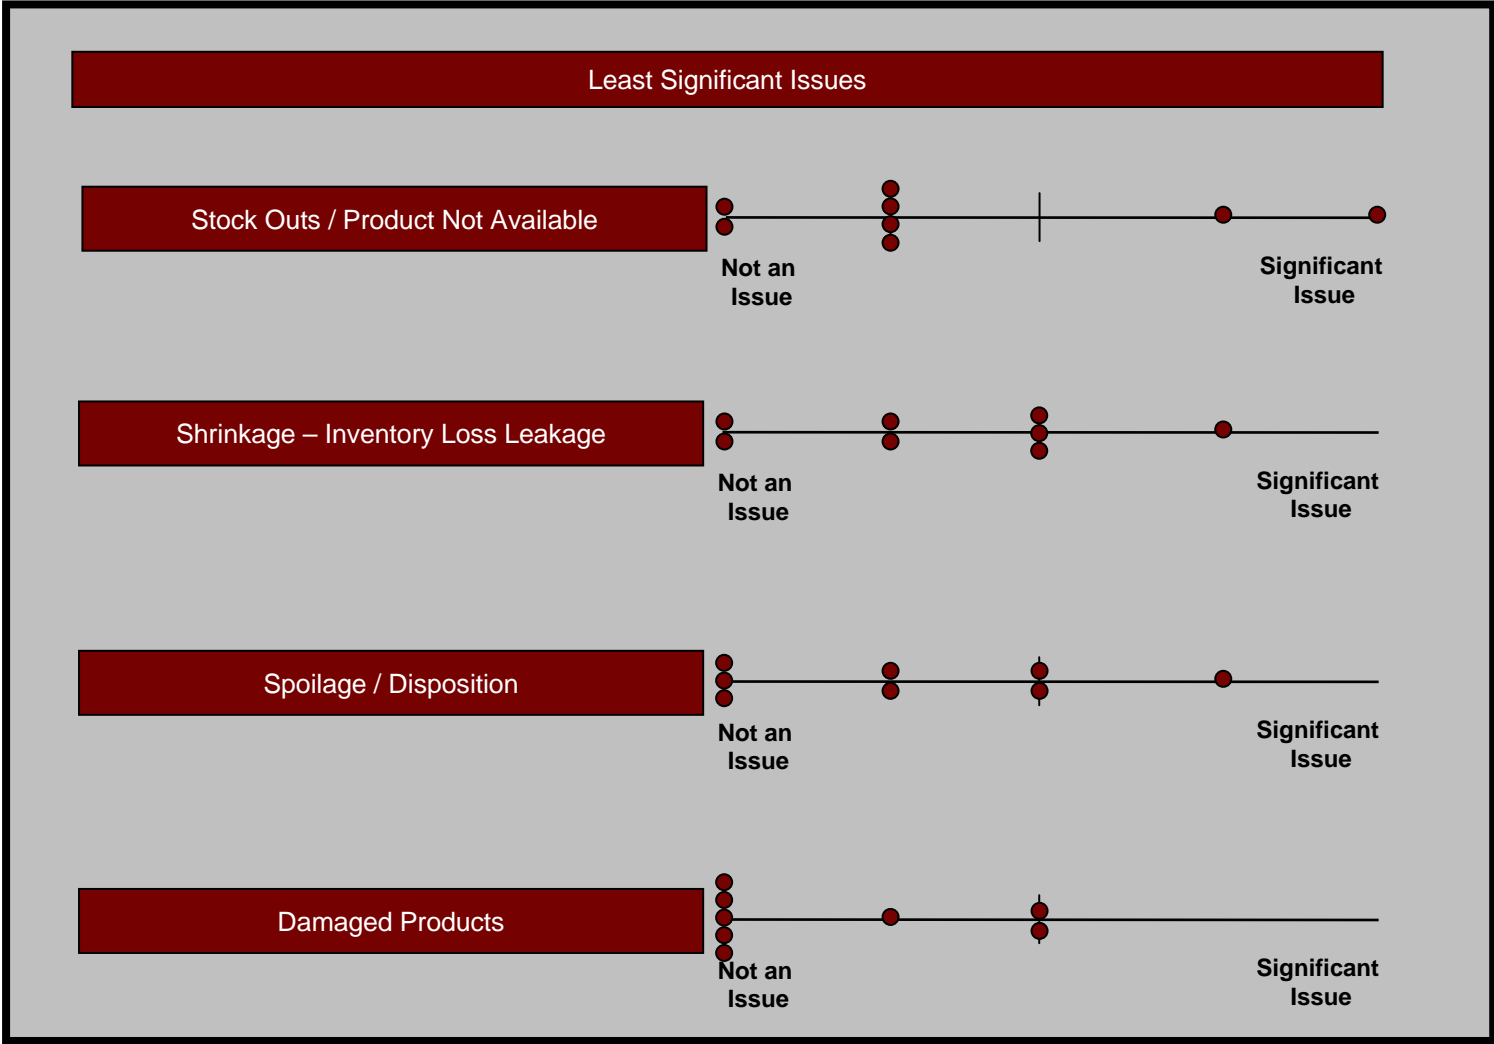 Least Significant Issues
Stock Outs / Product Not Available
Not an
Issue
Significant
Issue
Shrinkage – Inventory Loss Leakage
Not an
Issue
Significant
Issue
Spoilage / Disposition
Not an
Issue
Significant
Issue
Damaged Products
Not an
Issue
Significant
Issue